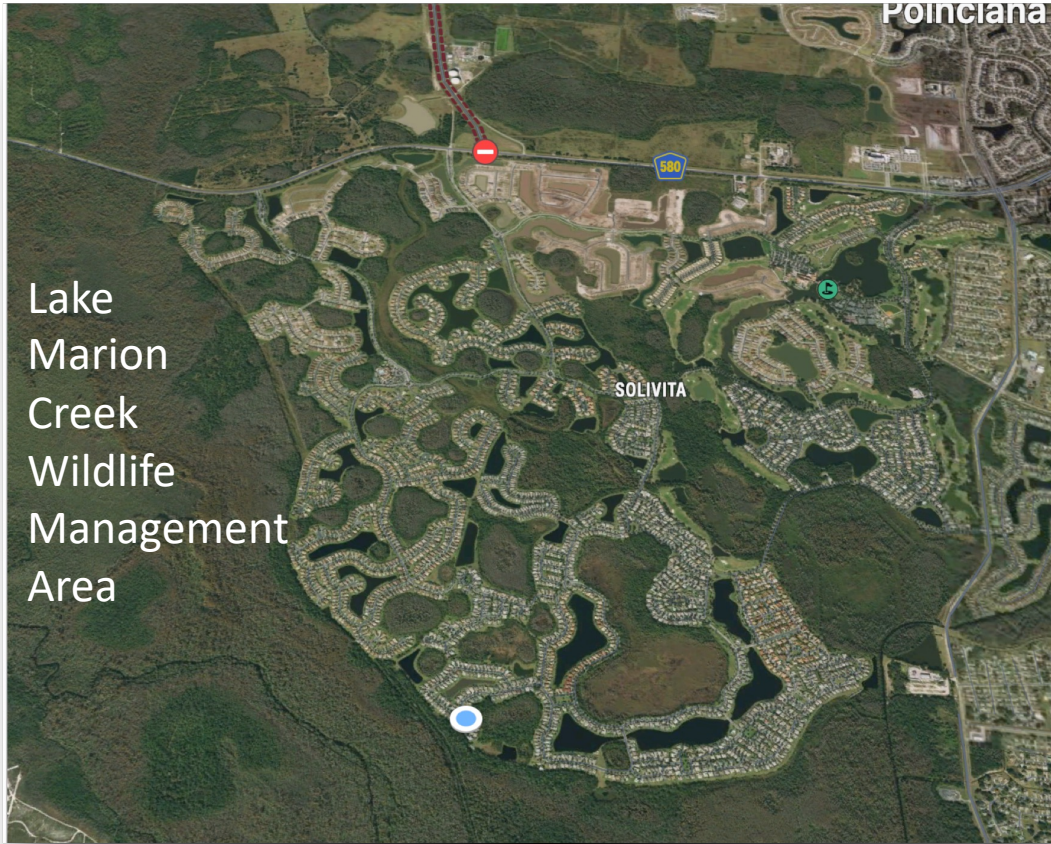 Poinciana
580
SOLIVITA
Lake
Marion
Creek
Wildlife
Management
Area